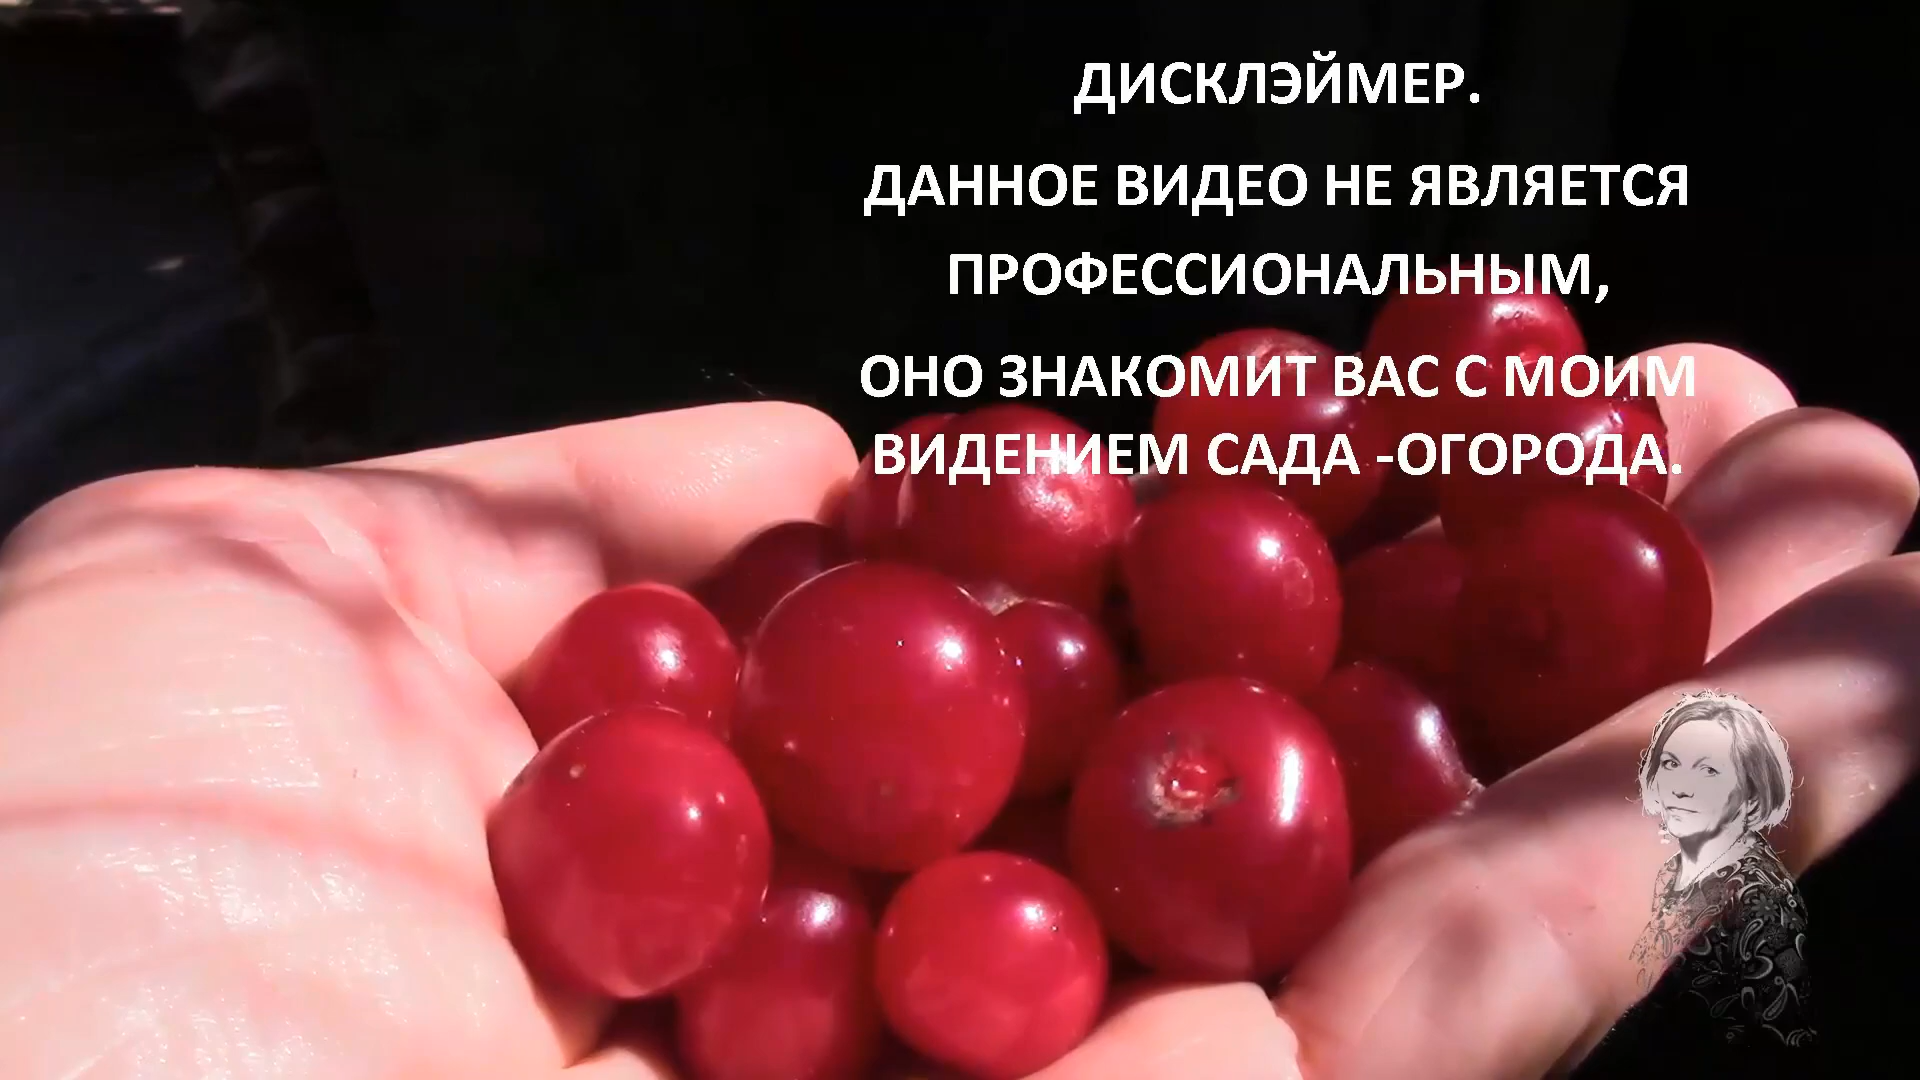 ДИСКЛЭЙМЕР.
ДАННОЕ ВИДЕО НЕ ЯВЛЯЕТСЯ
ПРОФЕССИОНАЛЬНЫМ,
ОНО ЗНАКОМИТ ВАС С МОИМ
ВИДЕНИЕМ САДА -ОГОРОДА.